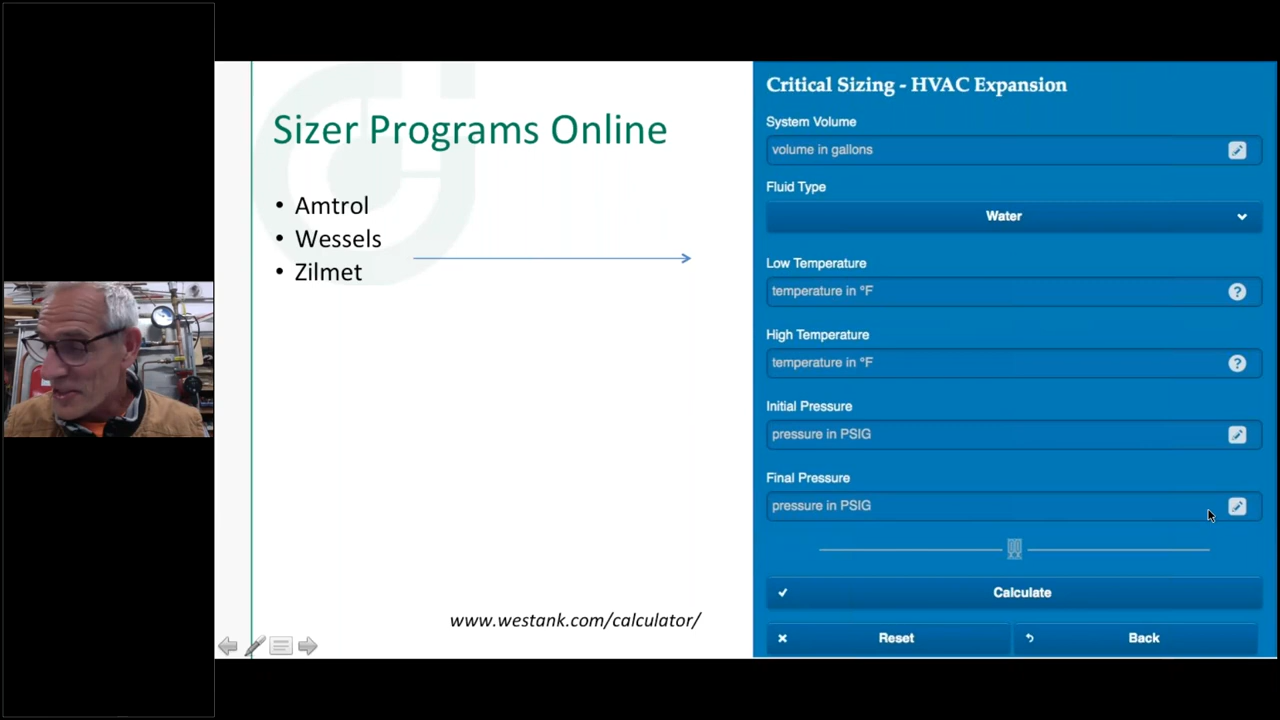 Sizer Programs Online
• Amtrol
• Wessels
• Zilmet
www.westank.com/calculator/
Critical Sizing - HVAC Expansion
System Volume
volume in gallons
Fluid Type
Water
Low Temperature
temperature in °F
?
High Temperature
temperature in °F
?
Initial Pressure
pressure in PSIG
Final Pressure
pressure in PSIG
Calculate
Reset
Back